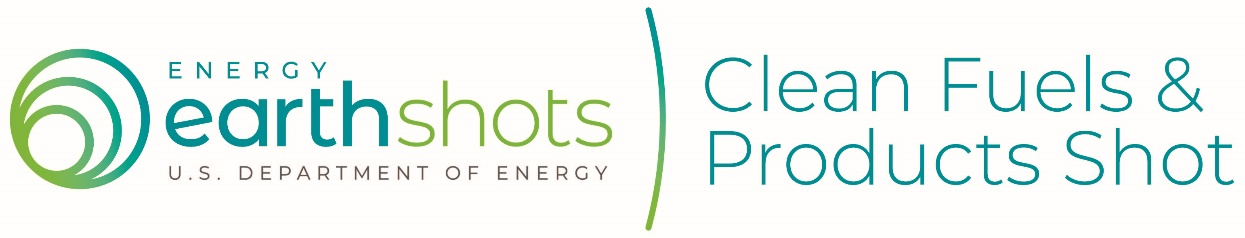 ENERGY
earthshots
U.S. DEPARTMENT OF ENERGY
Clean Fuels &
Products Shot